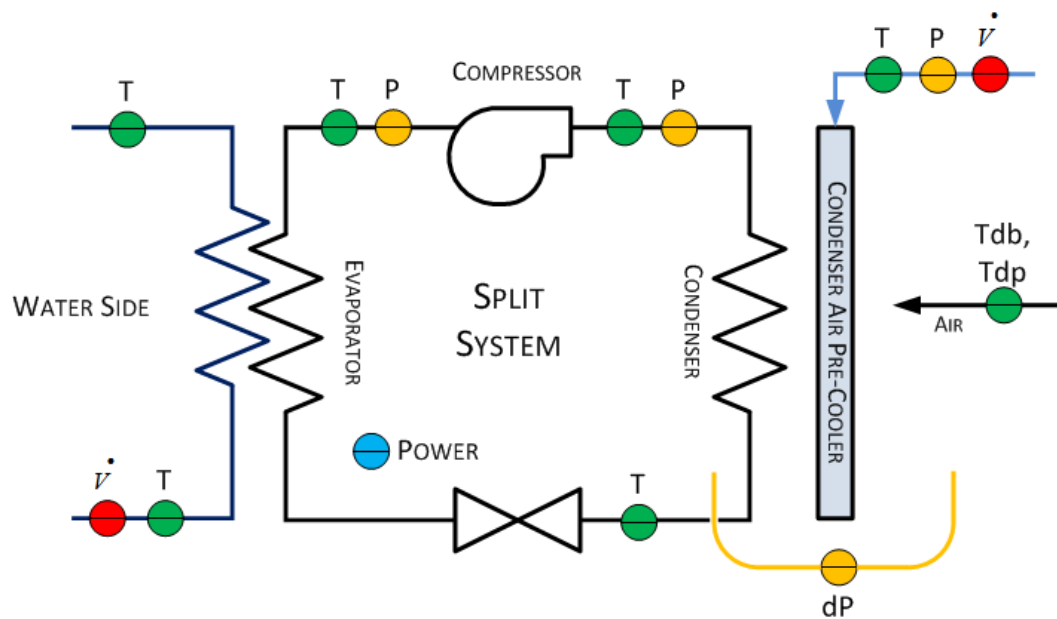 T P V̇
COMPRESSOR
T
T P
T P
CONDENSER AIR PRE-COOLER
Tdb,
Tdp
AIR
WATER SIDE
EVAPORATOR
SPLIT
SYSTEM
CONDENSER
POWER
V̇ T
T
dP